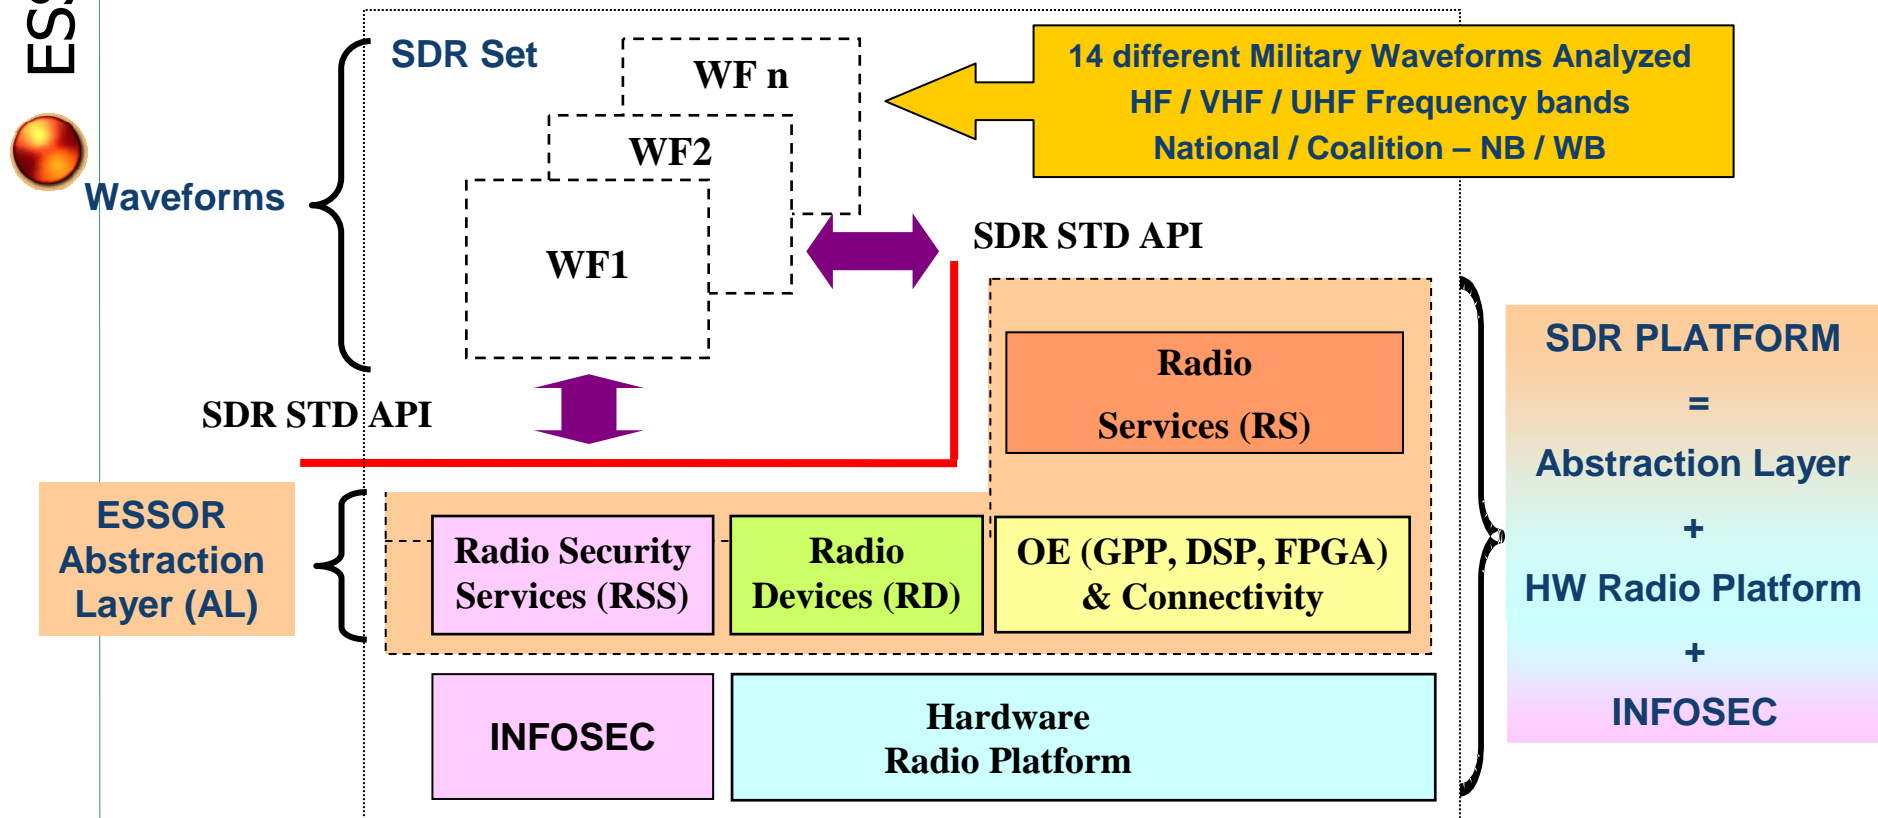 ESS
SDR Set
WF n
WF2
WF1
14 different Military Waveforms Analyzed
HF / VHF / UHF Frequency bands
National / Coalition – NB / WB
Waveforms
SDR STD API
SDR STD API
Radio
Services (RS)
SDR PLATFORM
=
Abstraction Layer
+
HW Radio Platform
+
INFOSEC
ESSOR
Abstraction
Layer (AL)
Radio Security
Services (RSS)
Radio
Devices (RD)
OE (GPP, DSP, FPGA)
& Connectivity
INFOSEC
Hardware
Radio Platform